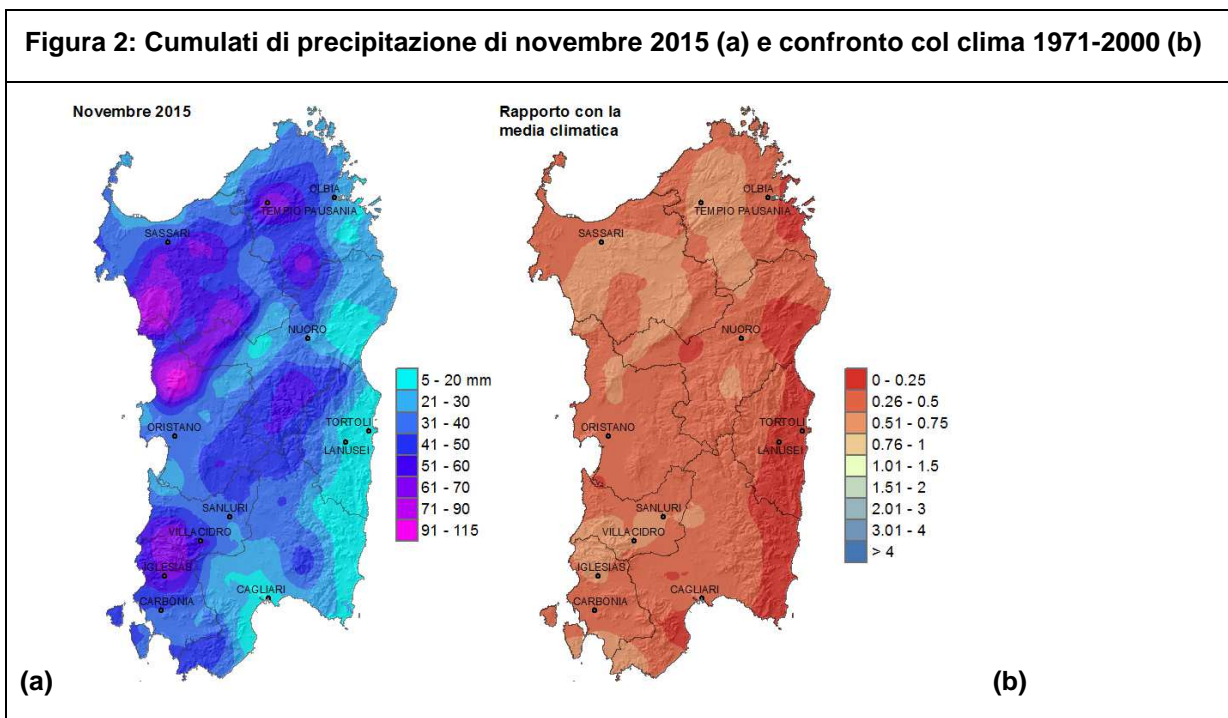 Figura 2: Cumulati di precipitazione di novembre 2015 (a) e confronto col clima 1971-2000 (b)
Novembre 2015
OLBIA
TEMPIO PAUSANIA
SASSARI
NUORO
ORISTANO
TORTOLI
LANUSEI
SANLURI
VILLACIDRO
IGLESIAS
CARBONIA
CAGLIARI
5 - 20 mm
21 - 30
31 - 40
41 - 50
51 - 60
61 - 70
71 - 90
91 - 115
(a)
Rapporto con la
media climatica
OLBIA
TEMPIO PAUSANIA
SASSARI
NUORO
ORISTANO
TORTOLI
LANUSEI
SANLURI
VILLACIDRO
IGLESIAS
CARBONIA
CAGLIARI
0 - 0.25
0.26 - 0.5
0.51 - 0.75
0.76 - 1
1.01 - 1.5
1.51 - 2
2.01 - 3
3.01 - 4
> 4
(b)